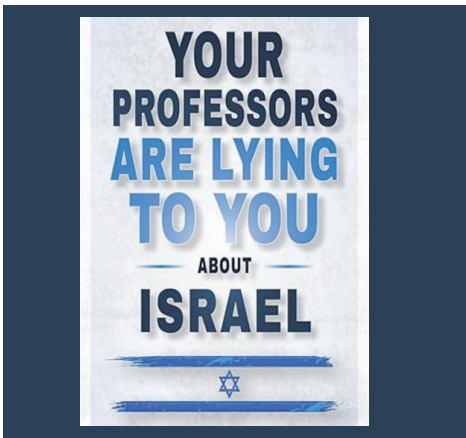 YOUR
PROFESSORS
ARE LYING
TO YOU
ABOUT
ISRAEL